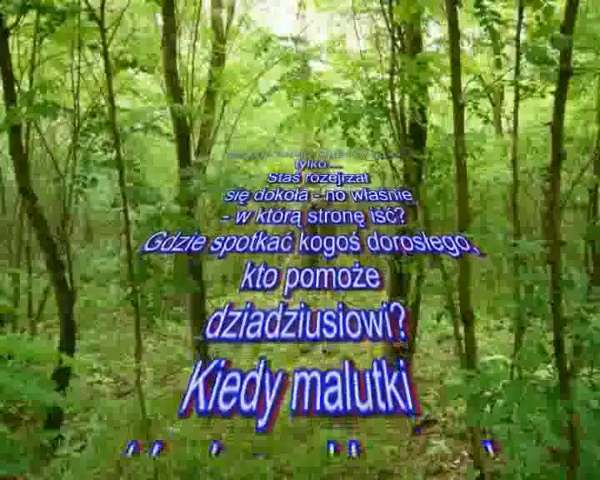 tylko....
Staś rozejrzał
się dokoła - no właśnie
- w którą stronę iść?
Gdzie spotkać kogoś dorosłego,
kto pomoże
dziadziusiowi?
Kiedy malutki